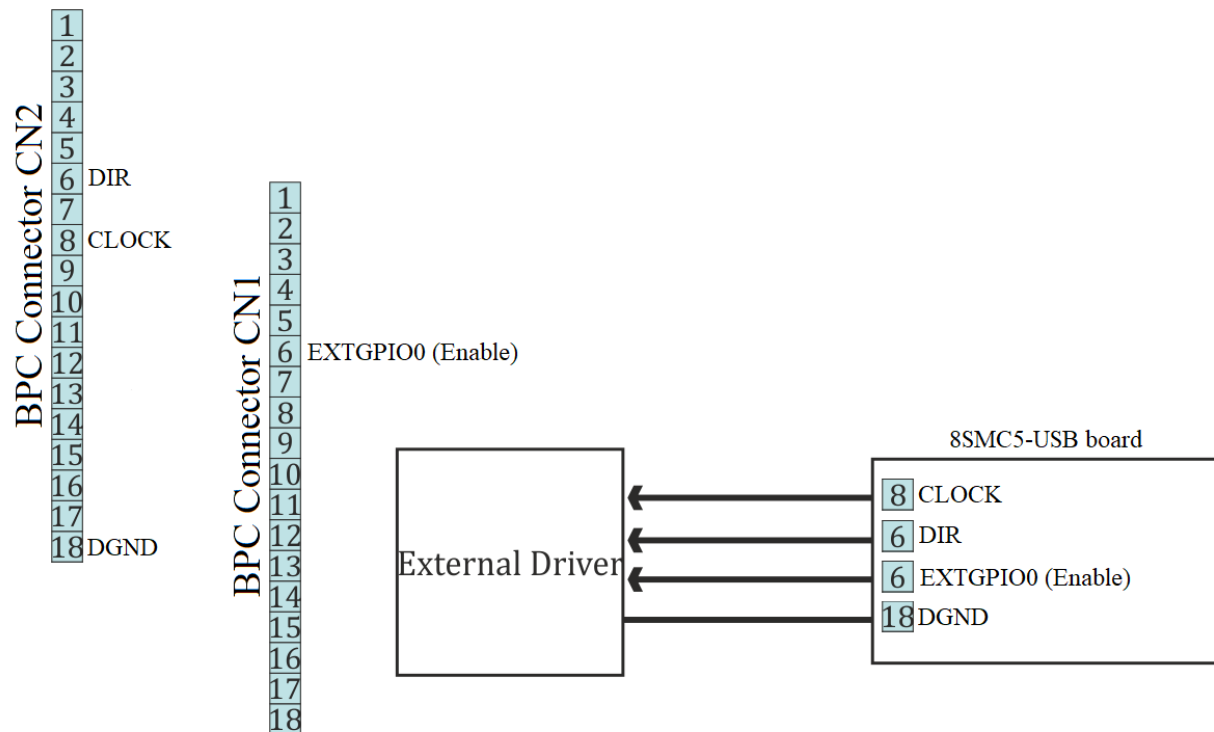 BPC Connector CN2
1
2
3
4
5
6 DIR
7
8 CLOCK
9
10
11
12
13
14
15
16
17
18 DGND
BPC Connector CN1
1
2
3
4
5
6 EXTGPIO0 (Enable)
7
8
9
10
11
12
13
14
15
16
17
18
External Driver
8SMC5-USB board
8 CLOCK
6 DIR
6 EXTGPIO0 (Enable)
18 DGND